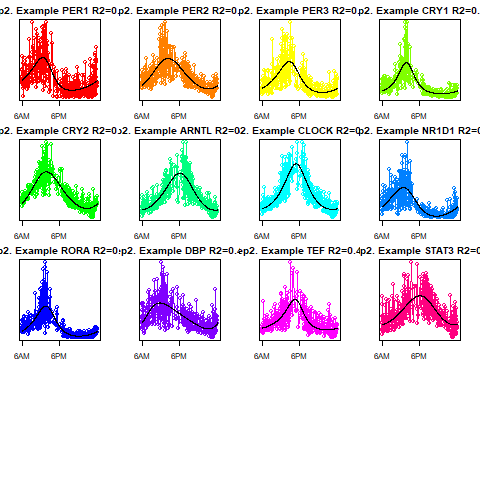 p2. Example PER1 R2=0.
p2. Example PER2 R2=0.
p2. Example PER3 R2=0.
p2. Example CRY1 R2=0.
6AM 6PM 6AM 6PM 6AM 6PM 6AM 6PM
p2. Example CRY2 R2=0.
p2. Example ARNTL R2=0
p2. Example CLOCK R2=0
p2. Example NR1D1 R2=0
6AM 6PM 6AM 6PM 6AM 6PM 6AM 6PM
p2. Example RORA R2=0.
p2. Example DBP R2=0.
p2. Example TEF R2=0.
p2. Example STAT3 R2=0
6AM 6PM 6AM 6PM 6AM 6PM 6AM 6PM